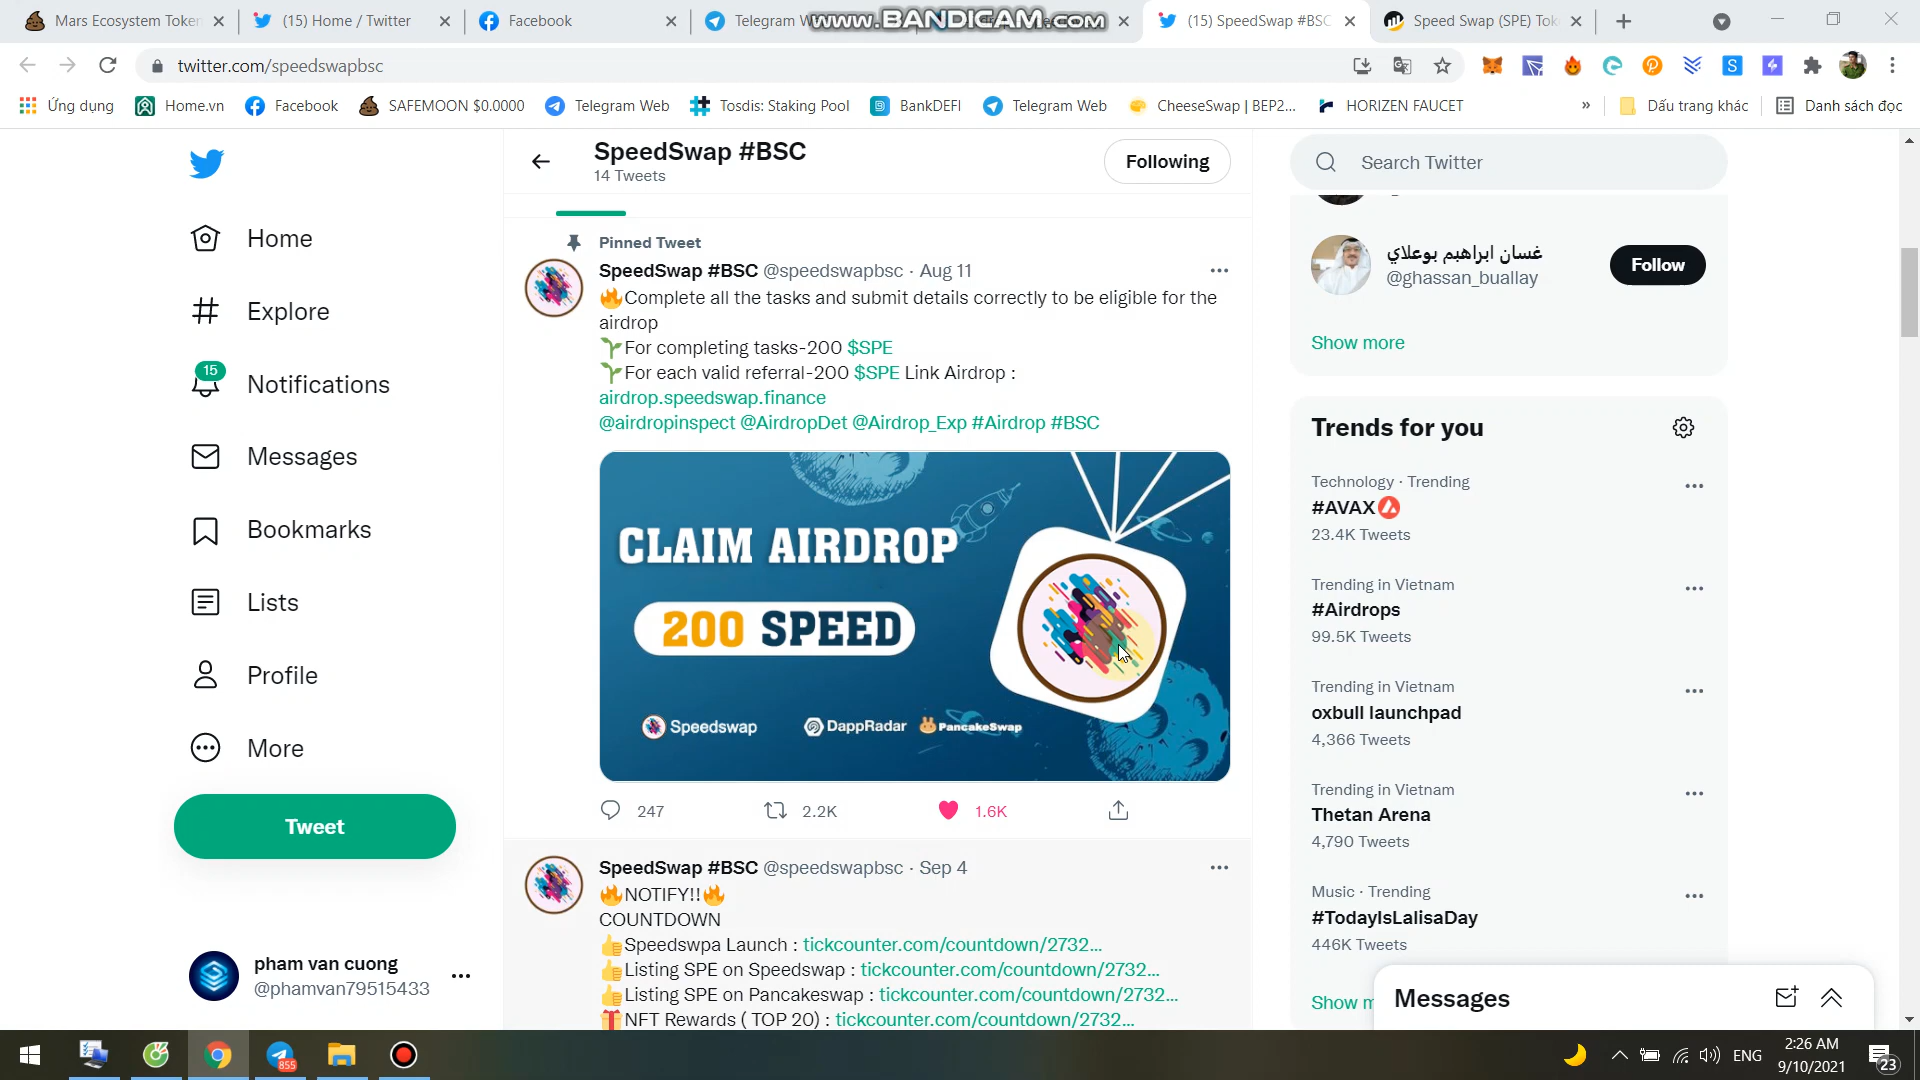 Mars Ecosystem Token
(15) Home / Twitter
Facebook
Telegram W
www.BANDICAM.com
(15) SpeedSwap #BSC
Speed Swap (SPE) Tok
twitter.com/speedswapbsc
Ứng dụng
Home.vn
Facebook
SAFEMOON $0.0000
Telegram Web
Tosdis: Staking Pool
BankDEFI
Telegram Web
CheeseSwap | BEP2...
HORIZEN FAUCET
»
Dấu trang khác
Danh sách đọc
SpeedSwap #BSC
14 Tweets
Following
Search Twitter
Home
Explore
15
Notifications
Messages
Bookmarks
Lists
Profile
More
Tweet
pham van cuong
@phamvan79515433
Pinned Tweet
SpeedSwap #BSC @speedswapbsc · Aug 11
🔥Complete all the tasks and submit details correctly to be eligible for the
airdrop
🌱For completing tasks-200 $SPE
🌱For each valid referral-200 $SPE Link Airdrop :
airdrop.speedswap.finance
@airdropinspect @AirdropDet @Airdrop_Exp #Airdrop #BSC
CLAIM AIRDROP
200 SPEED
Speedswap
DappRadar
PancakeSwap
247
2.2K
1.6K
SpeedSwap #BSC @speedswapbsc · Sep 4
🔥NOTIFY!!🔥
COUNTDOWN
👍Speedswpa Launch : tickcounter.com/countdown/2732...
👍Listing SPE on Speedswap : tickcounter.com/countdown/2732...
👍Listing SPE on Pancakeswap : tickcounter.com/countdown/2732...
🎁NFT Rewards ( TOP 20) : tickcounter.com/countdown/2732...
غسان ابراهيم بوعلاي
@ghassan_buallay
Follow
Show more
Trends for you
Technology · Trending
#AVAX
23.4K Tweets
Trending in Vietnam
#Airdrops
99.5K Tweets
Trending in Vietnam
oxbull launchpad
4,366 Tweets
Trending in Vietnam
Thetan Arena
4,790 Tweets
Music · Trending
#TodayIsLalisaDay
446K Tweets
Show m
Messages
855
ENG
2:26 AM
9/10/2021
23